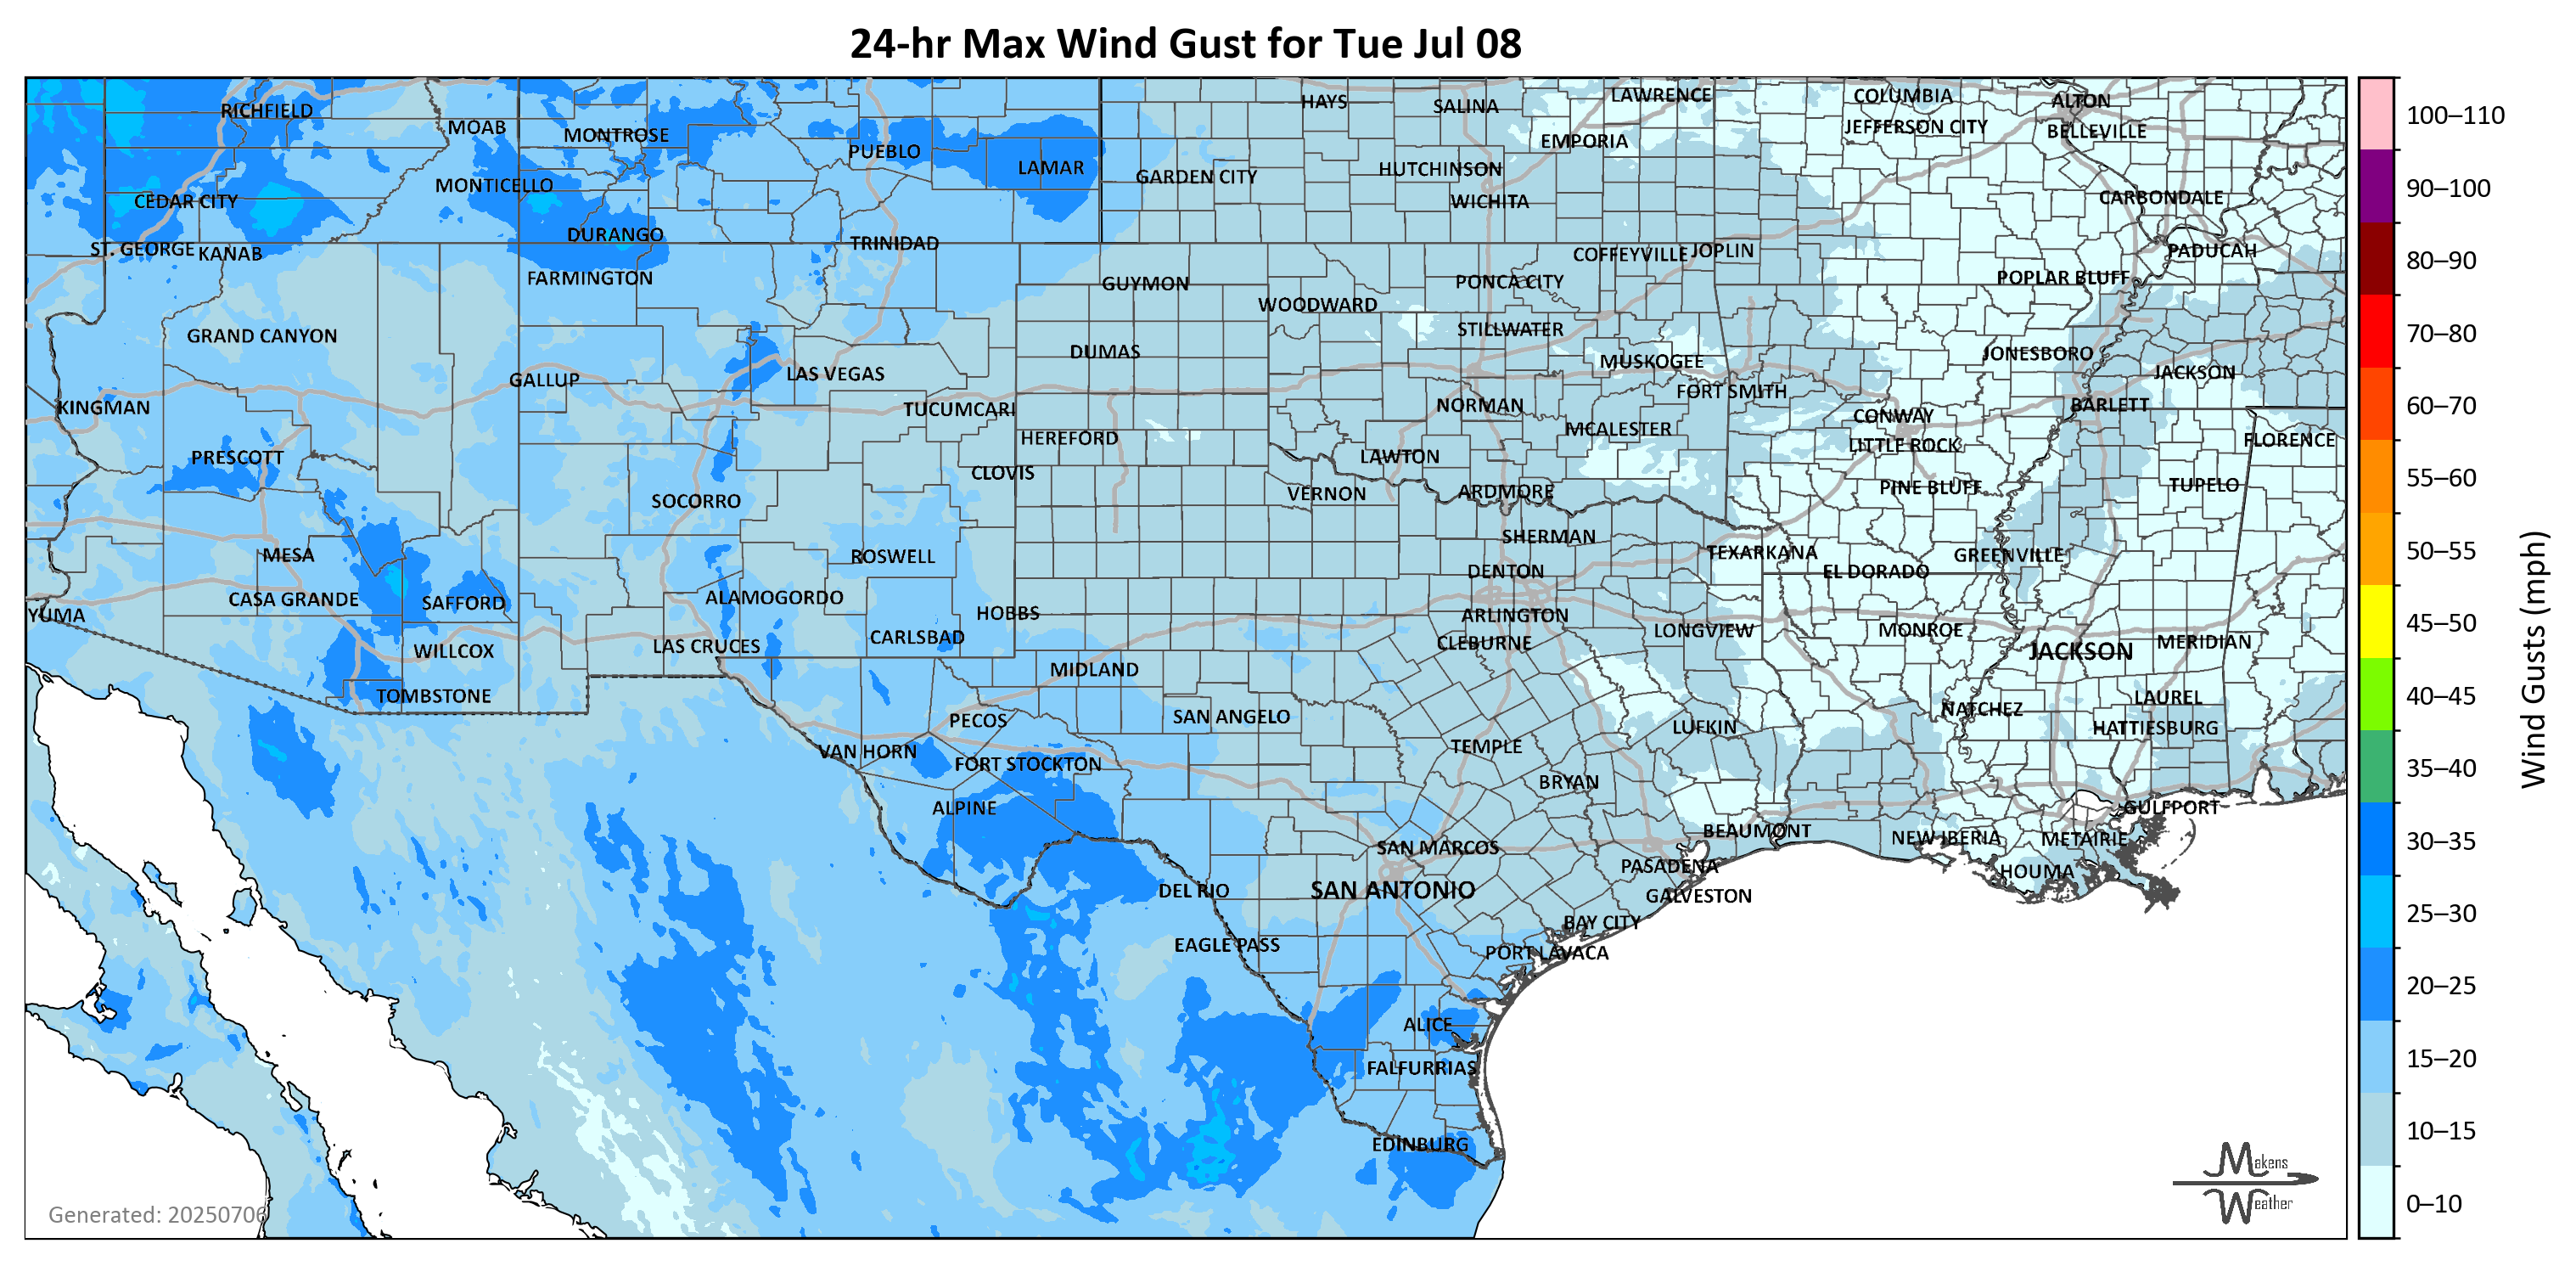 24-hr Max Wind Gust for Tue Jul 08
RICHFIELD
MOAB
MONTROSE
PUEBLO
LAMAR
HAYS
SALINA
LAWRENCE
COLUMBIA
ALTON
EMPORIA
JEFFERSON CITY
BELLEVILLE
MONTICELLO
GARDEN CITY
HUTCHINSON
CEDAR CITY
WICHITA
CARBONDALE
ST. GEORGE
KANAB
DURANGO
TRINIDAD
COFFEYVILLE
JOPLIN
PADUCAH
FARMINGTON
GUYMON
PONCA CITY
POPLAR BLUFF
WOODWARD
GRAND CANYON
STILLWATER
DUMAS
MUSKOGEE
JONESBORO
GALLUP
LAS VEGAS
FORT SMITH
JACKSON
KINGMAN
TUCUMCARI
NORMAN
CONWAY
BARLETT
HEREFORD
MCALESTER
LITTLE ROCK
FLORENCE
PRESCOTT
CLOVIS
LAWTON
SOCORRO
VERNON
ARDMORE
PINE BLUFF
TUPELO
MESA
ROSWELL
SHERMAN
TEXARKANA
GREENVILLE
DENTON
EL DORADO
CASA GRANDE
SAFFORD
ALAMOGORDO
YUMA
HOBBS
ARLINGTON
WILLCOX
LAS CRUCES
CARLSBAD
CLEBURNE
LONGVIEW
MONROE
JACKSON
MERIDIAN
TOMBSTONE
MIDLAND
PECOS
SAN ANGELO
LUFKIN
NATCHEZ
LAUREL
HATTIESBURG
VAN HORN
FORT STOCKTON
TEMPLE
BRYAN
ALPINE
GULFPORT
SAN MARCOS
BEAUMONT
NEW IBERIA
METAIRIE
PASADENA
HOUMA
DEL RIO
SAN ANTONIO
GALVESTON
BAY CITY
EAGLE PASS
PORT LAVACA
ALICE
FALFURRIAS
EDINBURG
Generated: 20250706
Makens
Weather
100–110
90–100
80–90
70–80
60–70
55–60
50–55
45–50
40–45
35–40
30–35
25–30
20–25
15–20
10–15
0–10
Wind Gusts (mph)